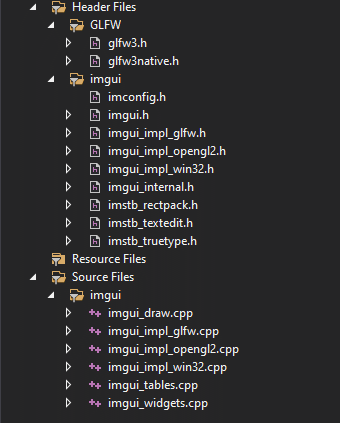 Header Files
GLFW
glfw3.h
glfw3native.h
imgui
imconfig.h
imgui.h
imgui_impl_glfw.h
imgui_impl_opengl2.h
imgui_impl_win32.h
imgui_internal.h
imstb_rectpack.h
imstb_textedit.h
imstb_truetype.h
Resource Files
Source Files
imgui
imgui_draw.cpp
imgui_impl_glfw.cpp
imgui_impl_opengl2.cpp
imgui_impl_win32.cpp
imgui_tables.cpp
imgui_widgets.cpp